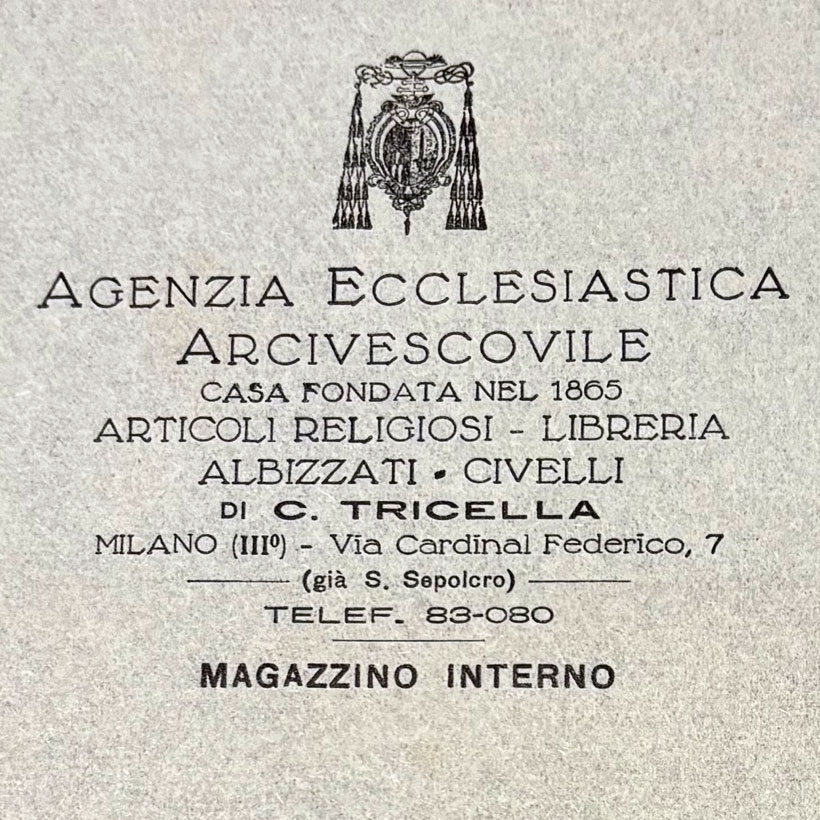 AGENZIA ECCLESIASTICA
ARCIVESCOVILE
CASA FONDATA NEL 1865
ARTICOLI RELIGIOSI - LIBRERIA
ALBIZZATI • CIVELLI
DI C. TRICELLA
MILANO (IIIº) - Via Cardinal Federico, 7
(già S. Sepolcro)
TELEF. 83-080
MAGAZZINO INTERNO